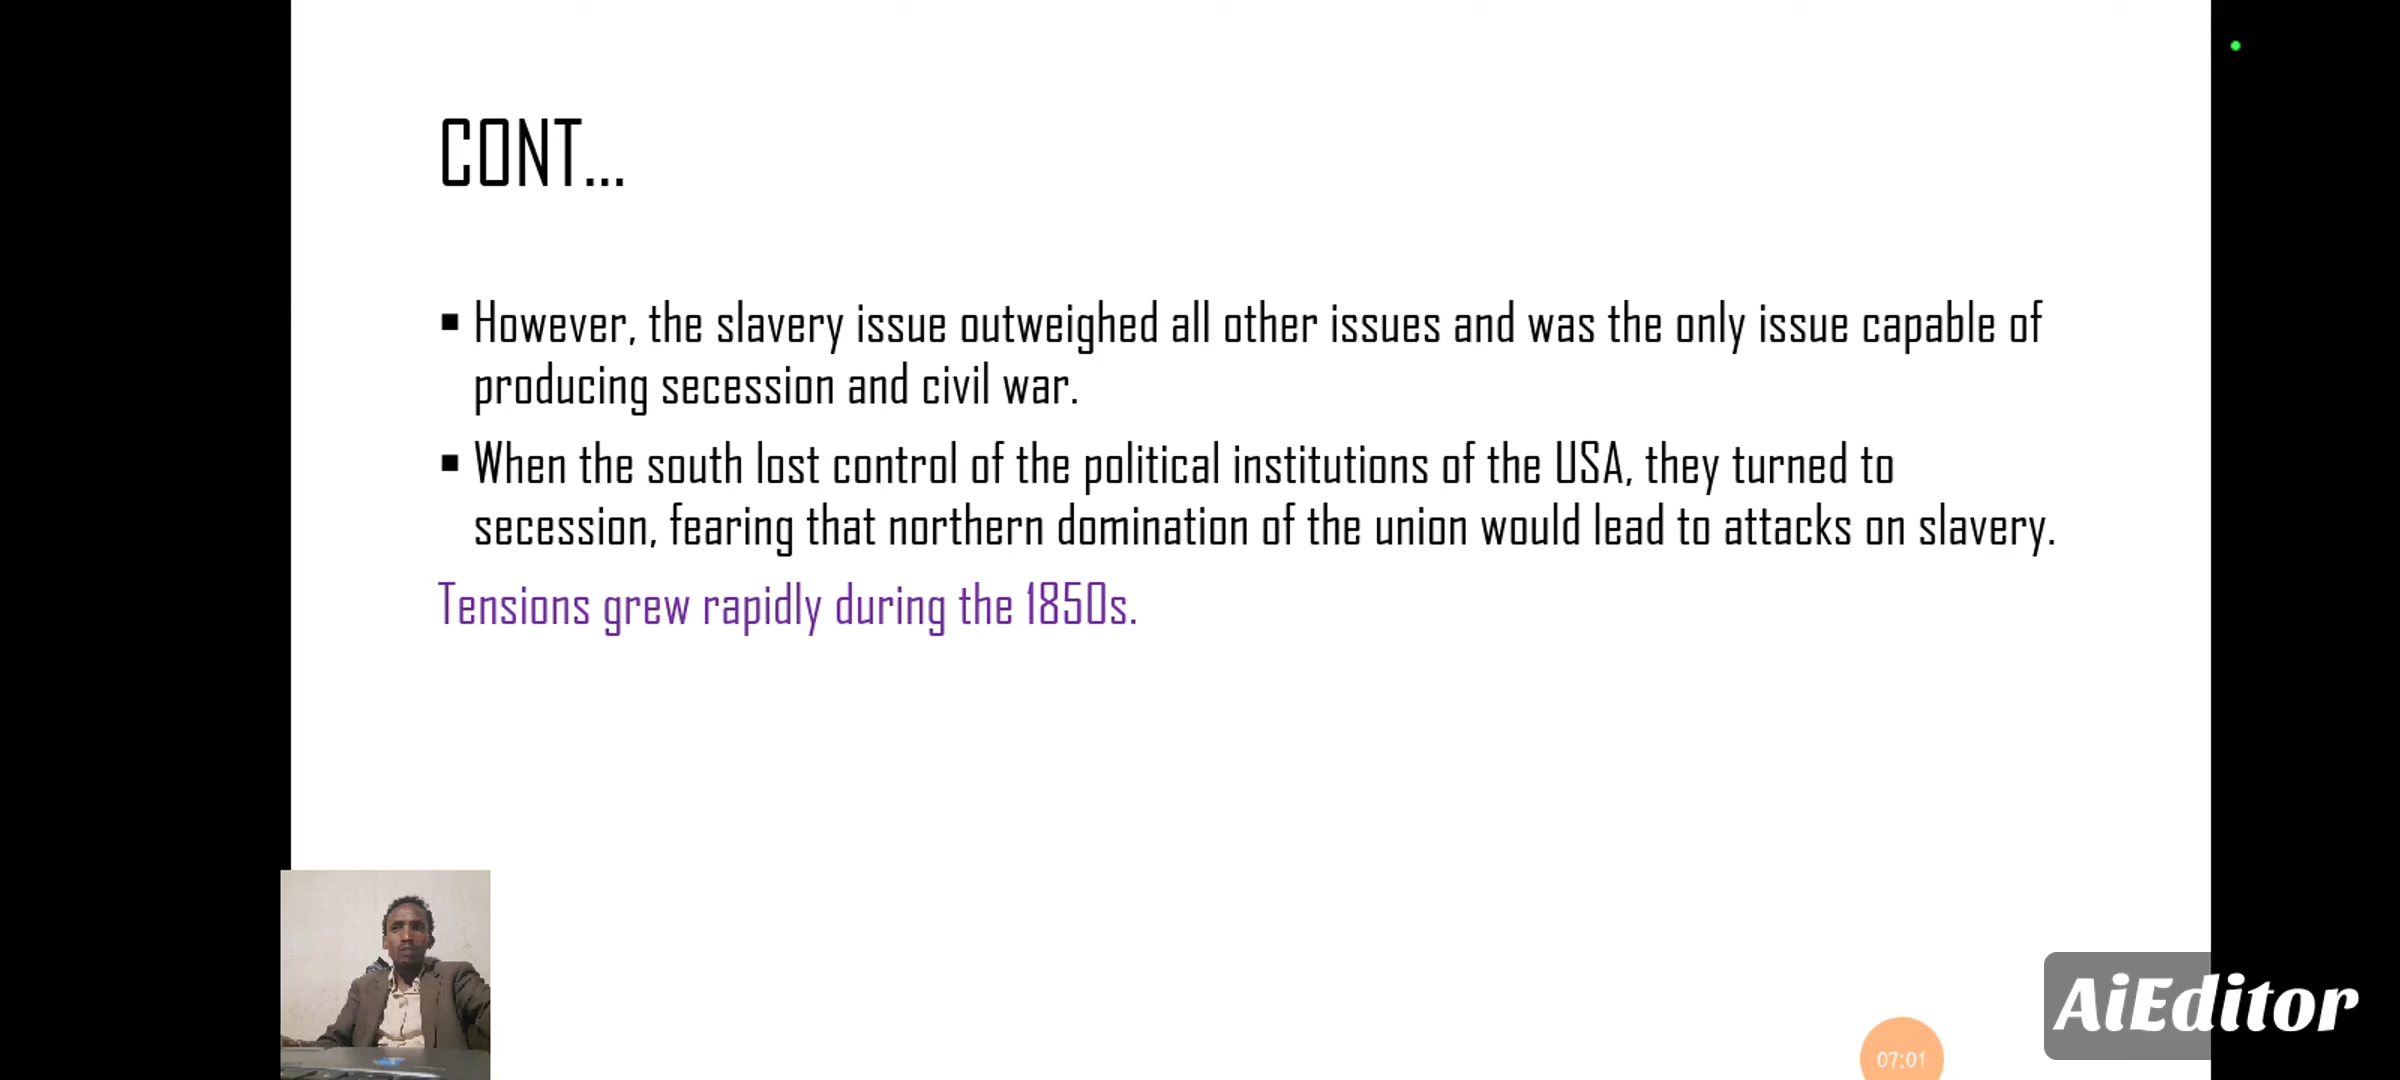 CONT...
▪ However, the slavery issue outweighed all other issues and was the only issue capable of
producing secession and civil war.
▪ When the south lost control of the political institutions of the USA, they turned to
secession, fearing that northern domination of the union would lead to attacks on slavery.
Tensions grew rapidly during the 1850s.
AiEditor
07:01